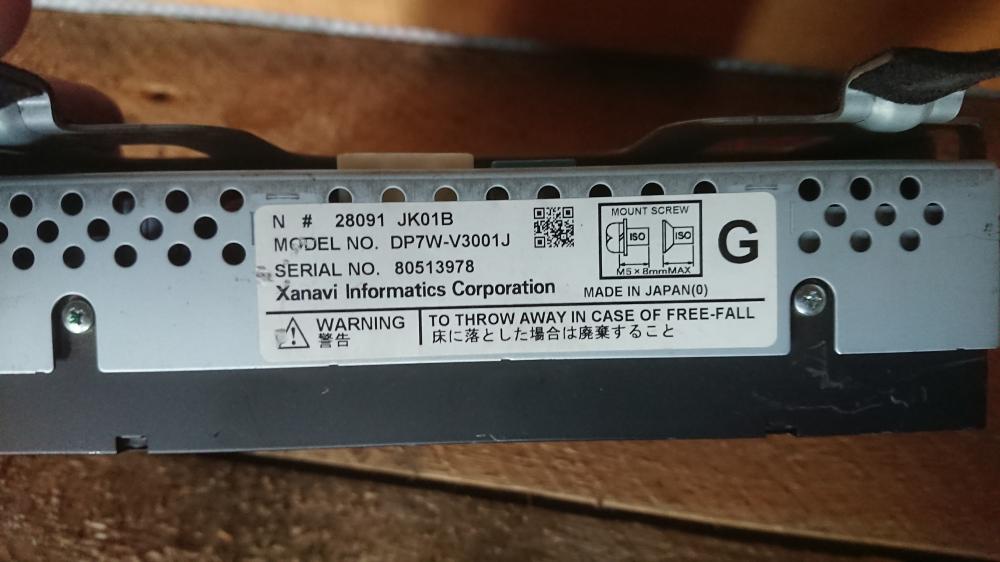 N # 28091 JK01B
MODEL NO. DP7W-V3001J
SERIAL NO. 80513978
Xanavi Informatics Corporation
MOUNT SCREW
ISO ISO
M5×8mmMAX
G
MADE IN JAPAN(0)
WARNING
警告
TO THROW AWAY IN CASE OF FREE-FALL
床に落とした場合は廃棄すること